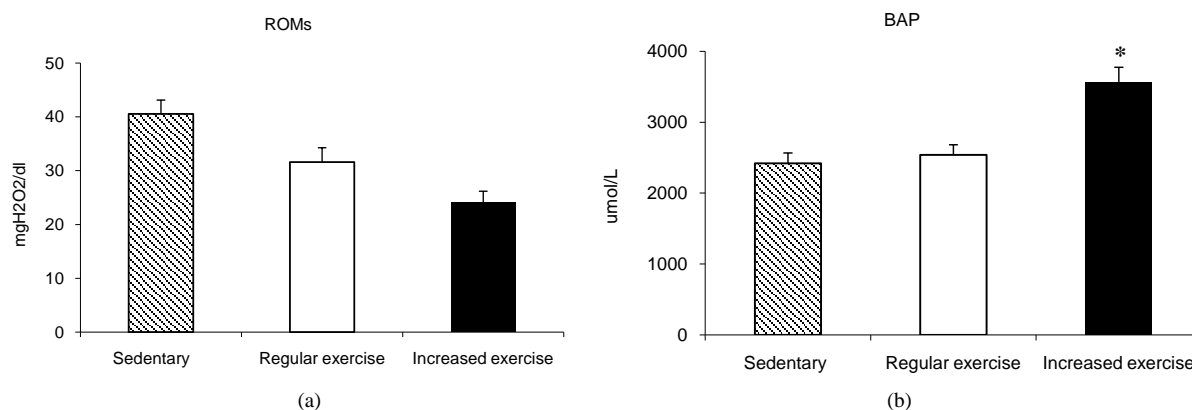 ROMs
50
40
30
20
10
0
mgH2O2/dl
Sedentary
Regular exercise
Increased exercise
(a)
BAP
4000
3000
2000
1000
0
umol/L
*
Sedentary
Regular exercise
Increased exercise
(b)